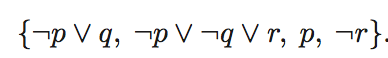 {¬p ∨ q, ¬p ∨ ¬q ∨ r, p, ¬r}.